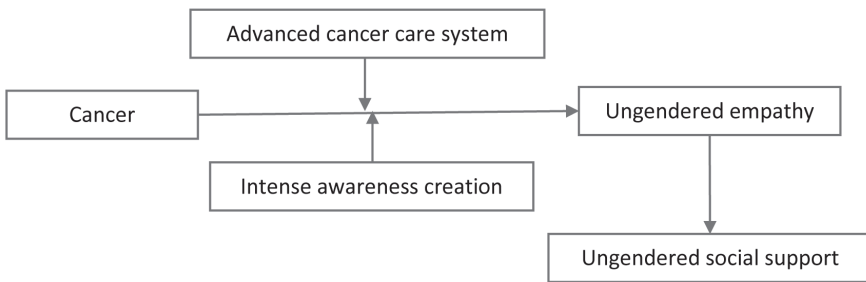 Advanced cancer care system
Cancer
Ungendered empathy
Intense awareness creation
Ungendered social support